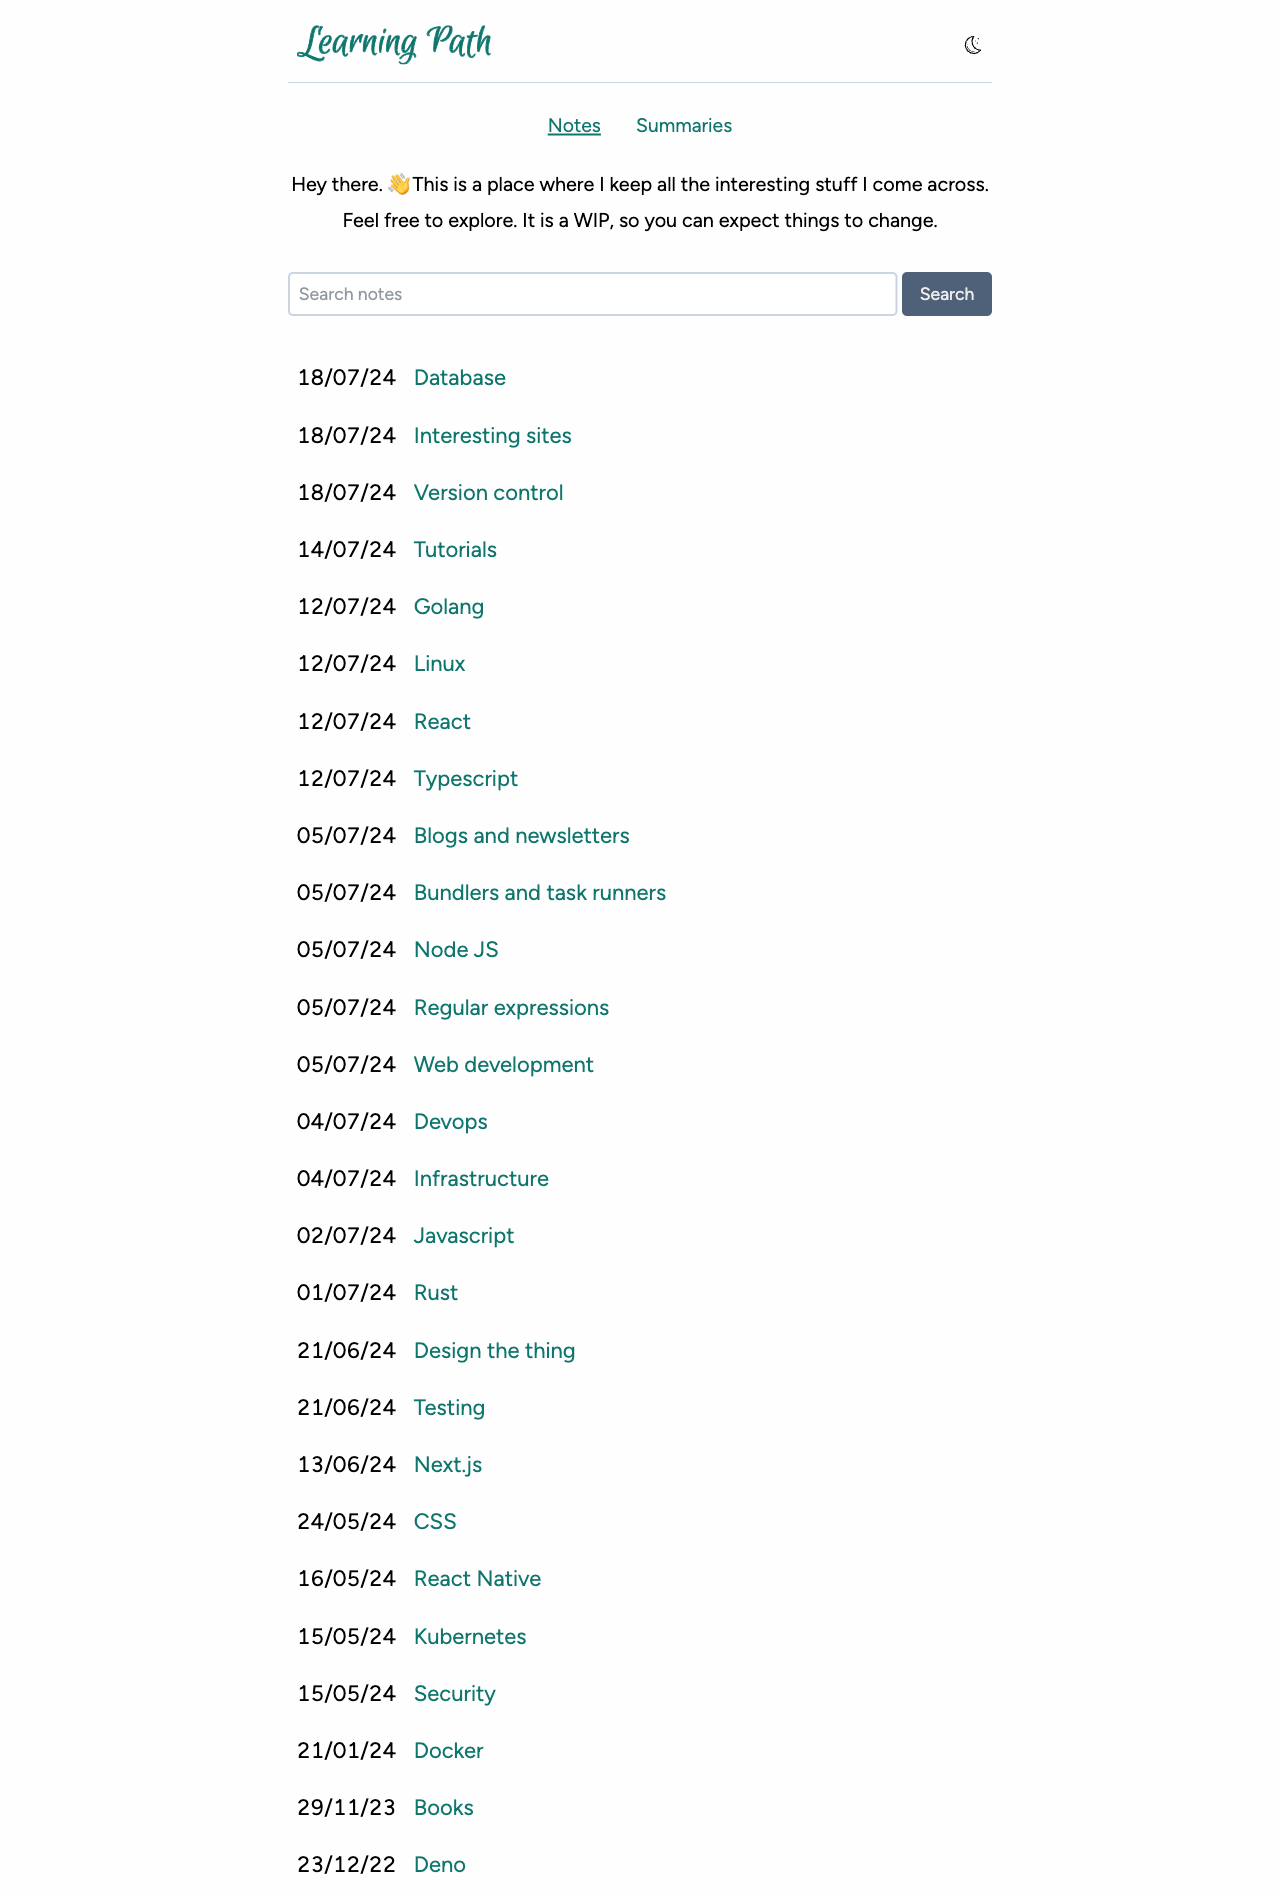 Learning Path
Notes Summaries
Hey there. 👋This is a place where I keep all the interesting stuff I come across.
Feel free to explore. It is a WIP, so you can expect things to change.
Search notes Search
18/07/24 Database
18/07/24 Interesting sites
18/07/24 Version control
14/07/24 Tutorials
12/07/24 Golang
12/07/24 Linux
12/07/24 React
12/07/24 Typescript
05/07/24 Blogs and newsletters
05/07/24 Bundlers and task runners
05/07/24 Node JS
05/07/24 Regular expressions
05/07/24 Web development
04/07/24 Devops
04/07/24 Infrastructure
02/07/24 Javascript
01/07/24 Rust
21/06/24 Design the thing
21/06/24 Testing
13/06/24 Next.js
24/05/24 CSS
16/05/24 React Native
15/05/24 Kubernetes
15/05/24 Security
21/01/24 Docker
29/11/23 Books
23/12/22 Deno